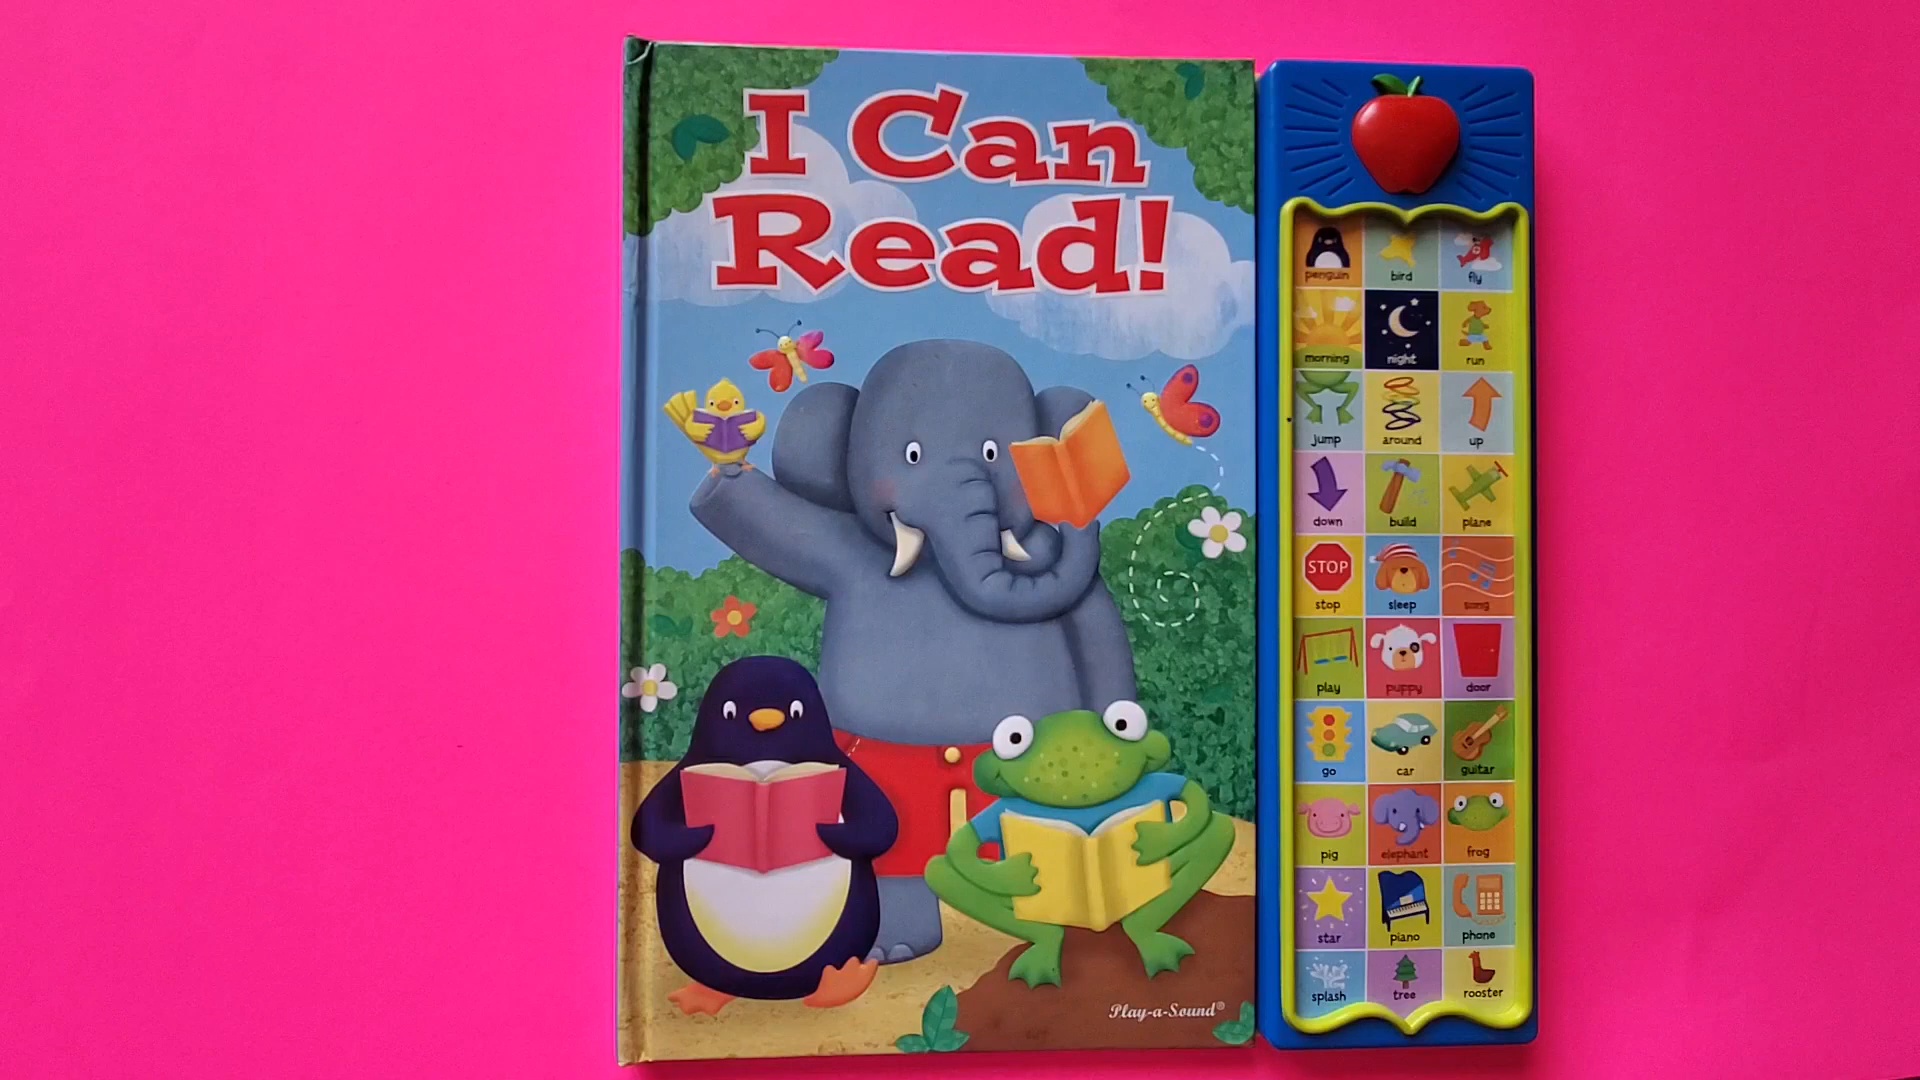 I Can
Read!
Play-a-Sound®
penguin bird fly
morning night run
jump around up
down build plane
STOP
stop sleep song
play puppy door
go car guitar
pig elephant frog
star piano phone
splash tree rooster